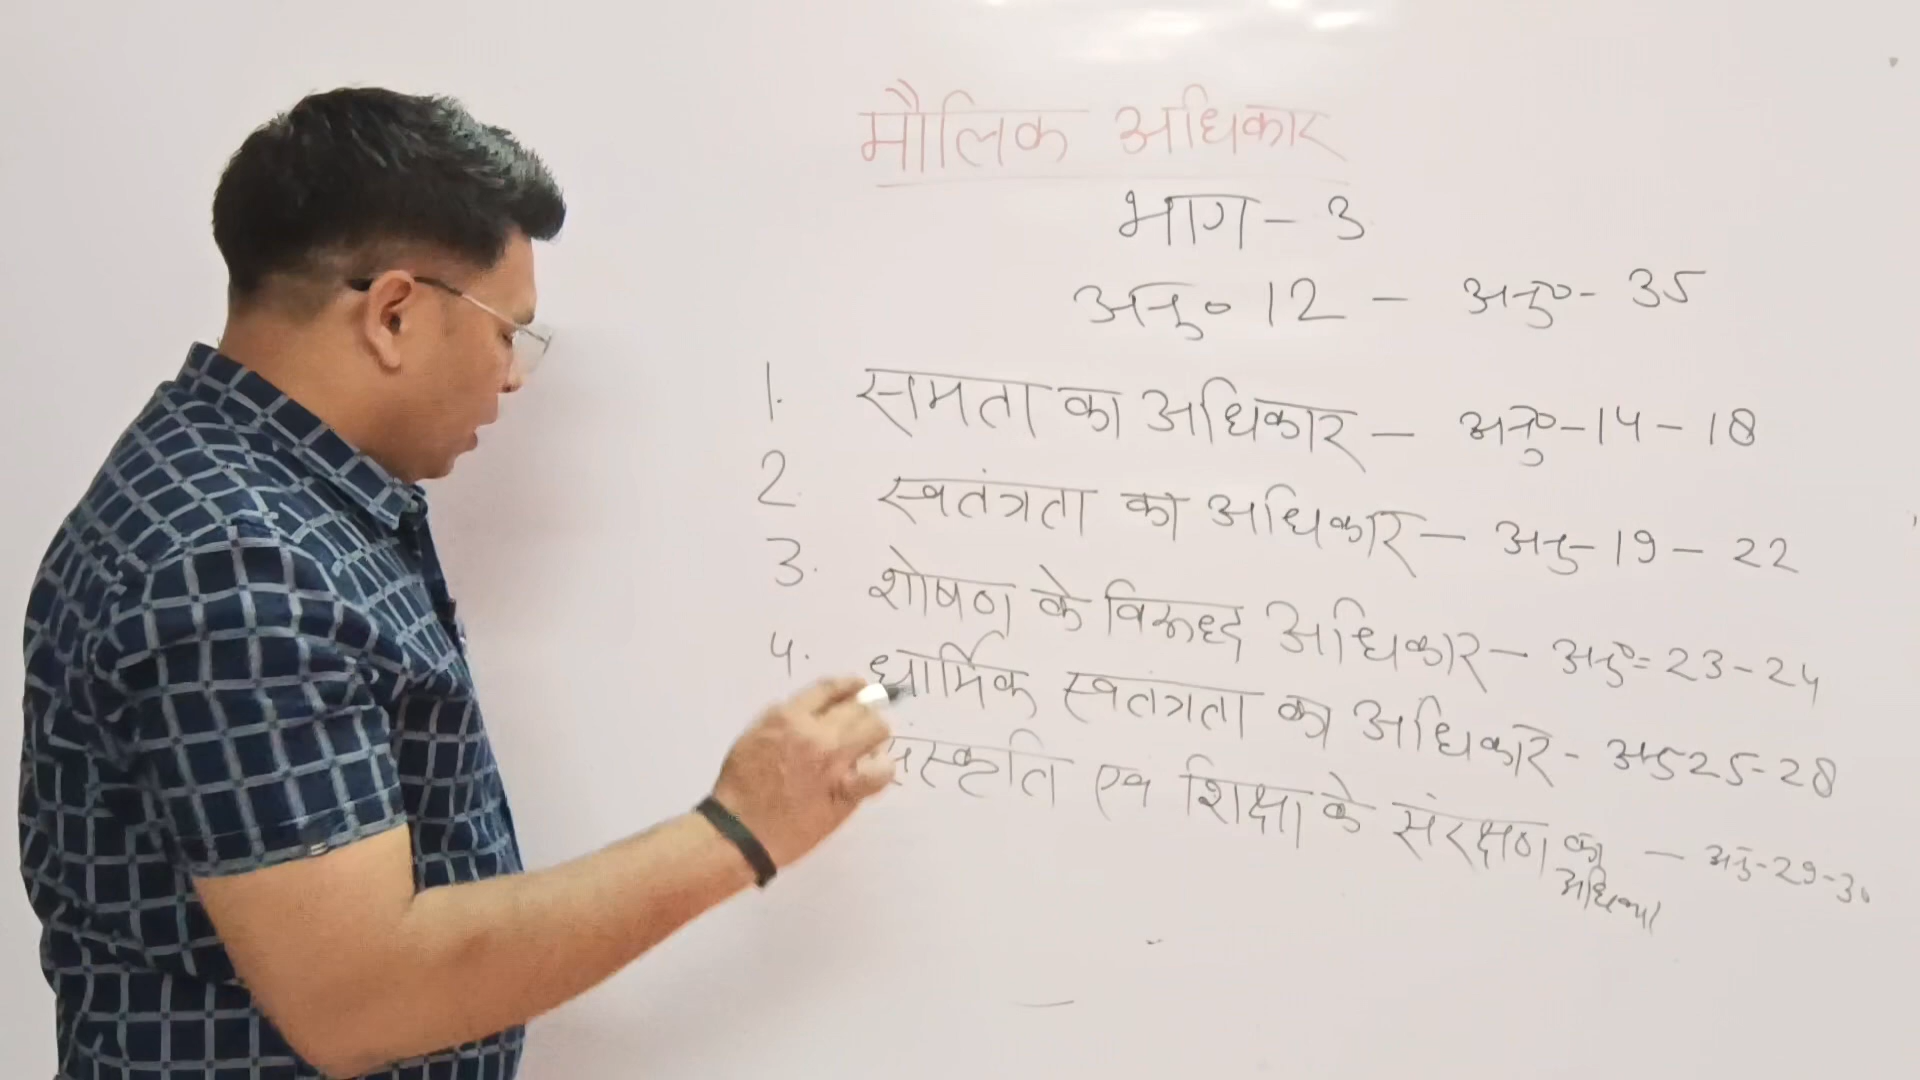 मौलिक अधिकार
भाग - 3
अनु० 12 - अनु०- 35
1. समता का अधिकार - अनु०-14-18
2. स्वतंत्रता का अधिकार - अनु-19-22
3. शोषण के विरूध्द अधिकार - अनु०=23-24
4. धार्मिक स्वतंत्रता का अधिकार - अनु25-28
संस्कृति एवं शिक्षा के संरक्षण का - अनु-29-30